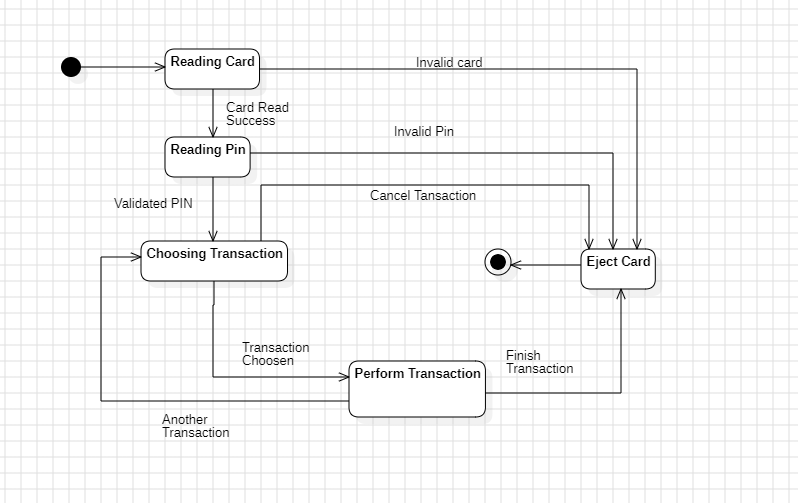 Reading Card
Invalid card
Card Read
Success
Invalid Pin
Reading Pin
Cancel Tansaction
Validated PIN
Choosing Transaction
Eject Card
Transaction
Choosen
Finish
Transaction
Perform Transaction
Another
Transaction